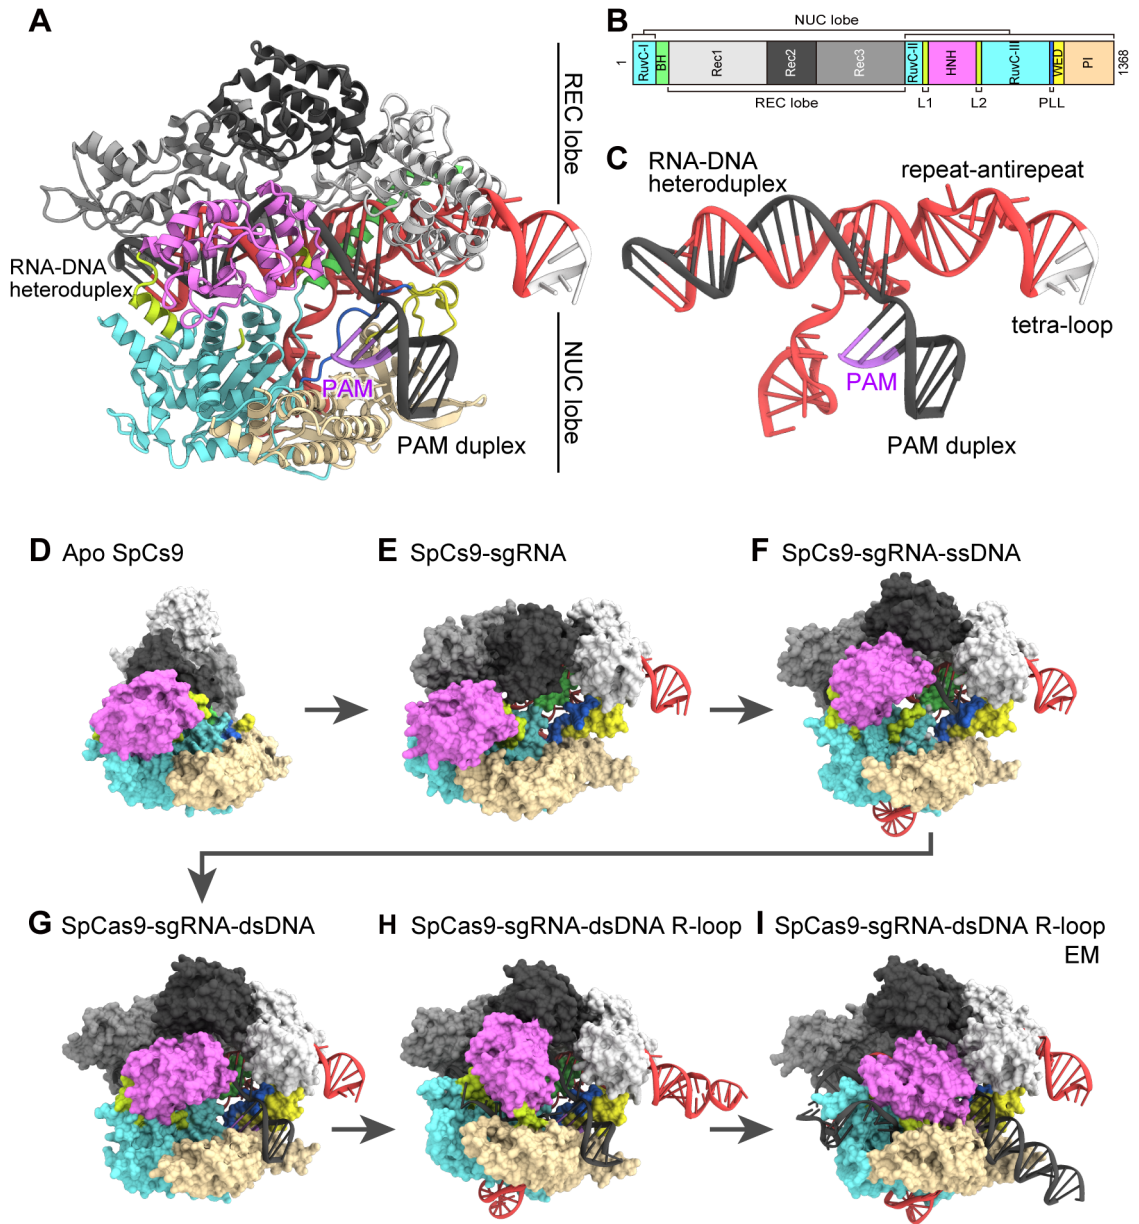 A
REC lobe
NUC lobe
RNA-DNA
heteroduplex
PAM
PAM duplex
B
NUC lobe
1
RuvC-I
BH
Rec1
Rec2
Rec3
RuvC-II
HNH
RuvC-III
WED
PI
1368
REC lobe
L1
L2
PLL
C
RNA-DNA
heteroduplex
repeat-antirepeat
tetra-loop
PAM
PAM duplex
D Apo SpCs9
E SpCs9-sgRNA
F SpCs9-sgRNA-ssDNA
G SpCas9-sgRNA-dsDNA
H SpCas9-sgRNA-dsDNA R-loop
I SpCas9-sgRNA-dsDNA R-loop
EM